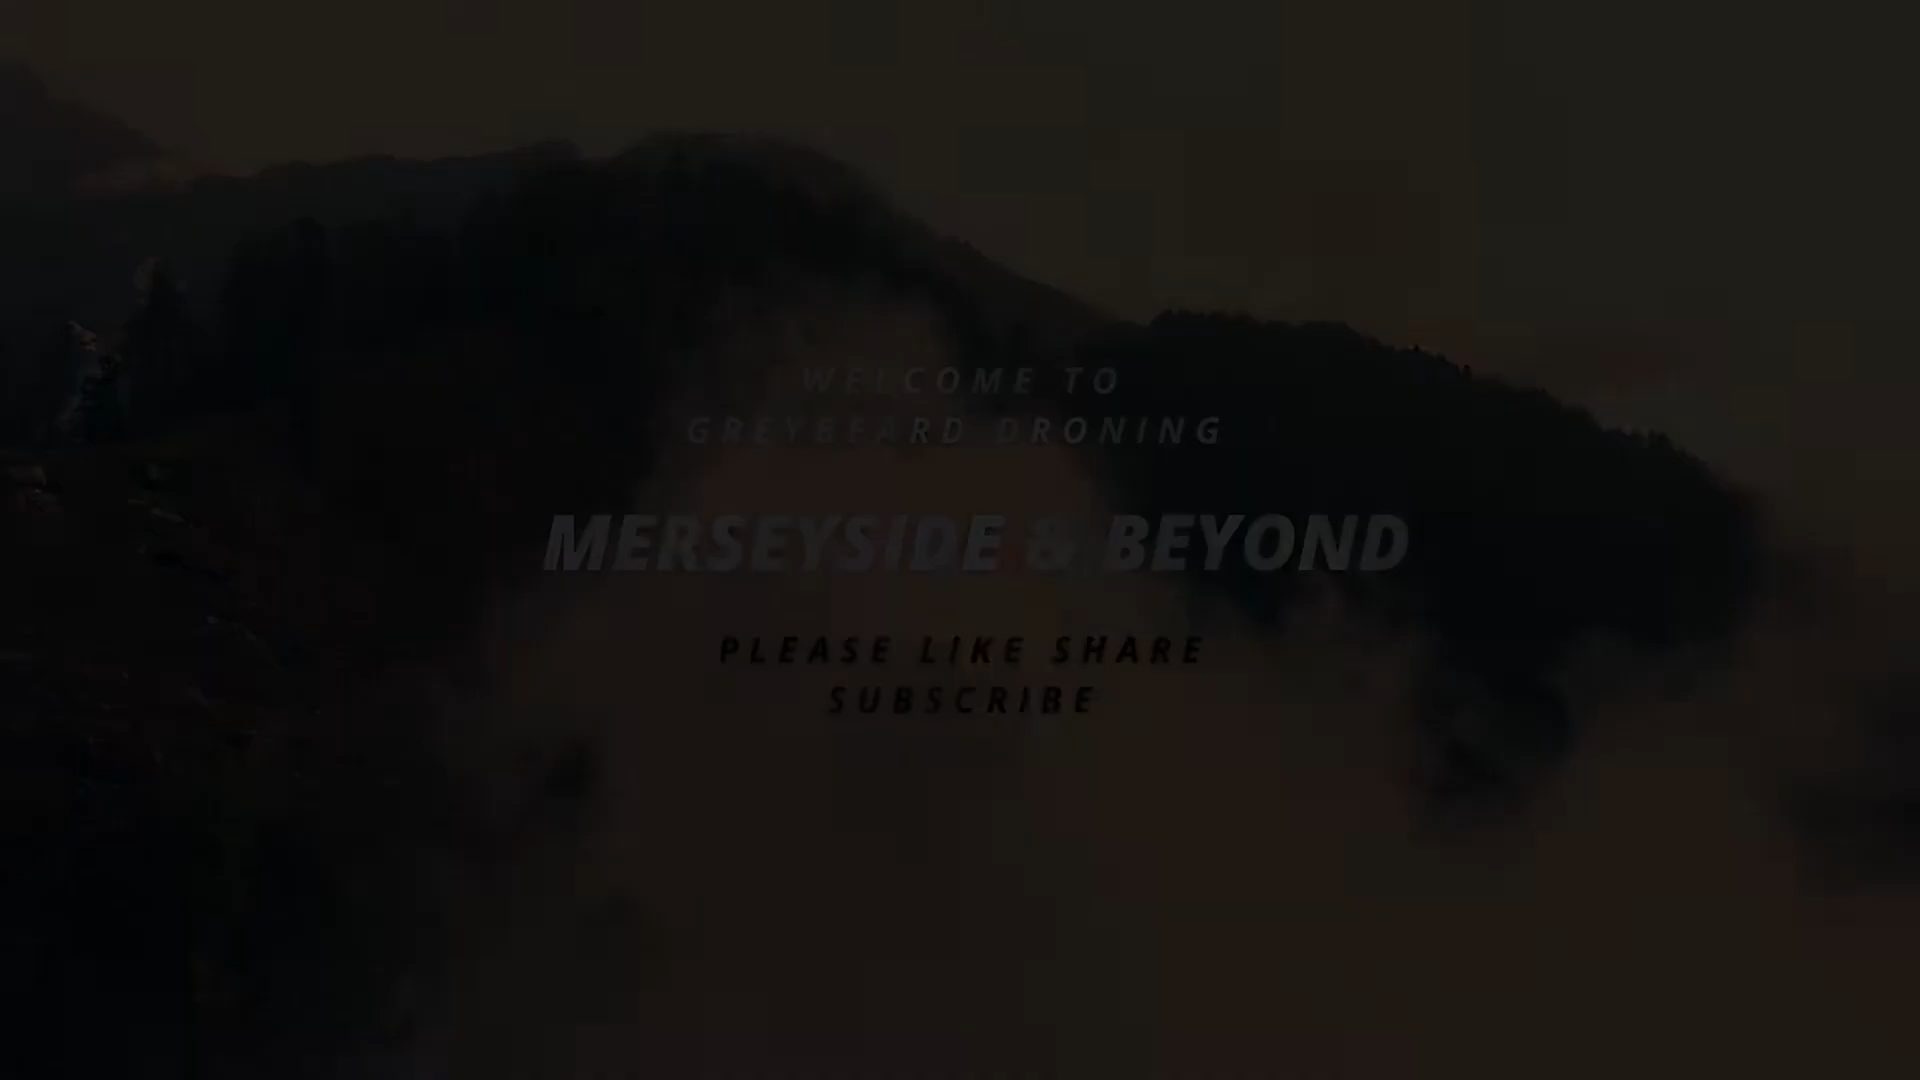 WELCOME TO
GREYBEARD DRONING
MERSEYSIDE & BEYOND
PLEASE LIKE SHARE
SUBSCRIBE